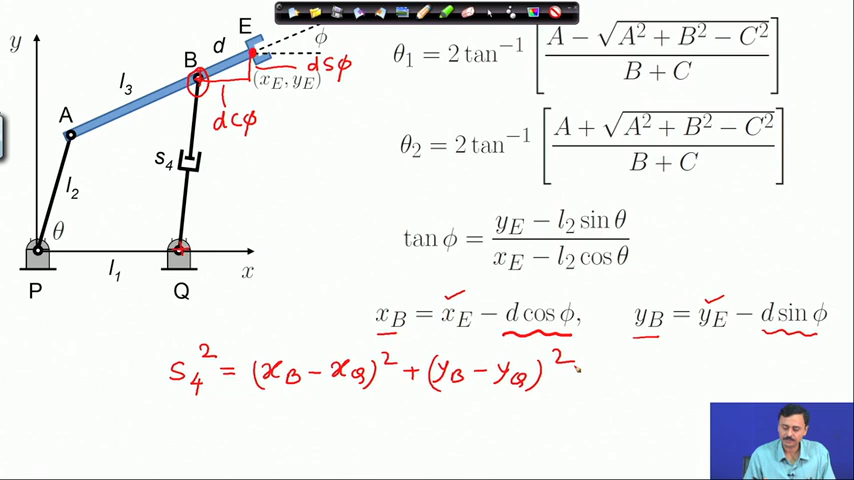 y
E
d
ϕ
B
dsϕ
(x_E, y_E)
l_3
dcϕ
A
s_4
l_2
θ
l_1
x
P
Q
θ_1 = 2 tan^{-1} [ (A − √(A^2 + B^2 − C^2)) / (B + C) ]
θ_2 = 2 tan^{-1} [ (A + √(A^2 + B^2 − C^2)) / (B + C) ]
tan ϕ = (y_E − l_2 sin θ) / (x_E − l_2 cos θ)
x_B = x_E − d cos ϕ, y_B = y_E − d sin ϕ
s_4^2 = (x_B − x_Q)^2 + (y_B − y_Q)^2